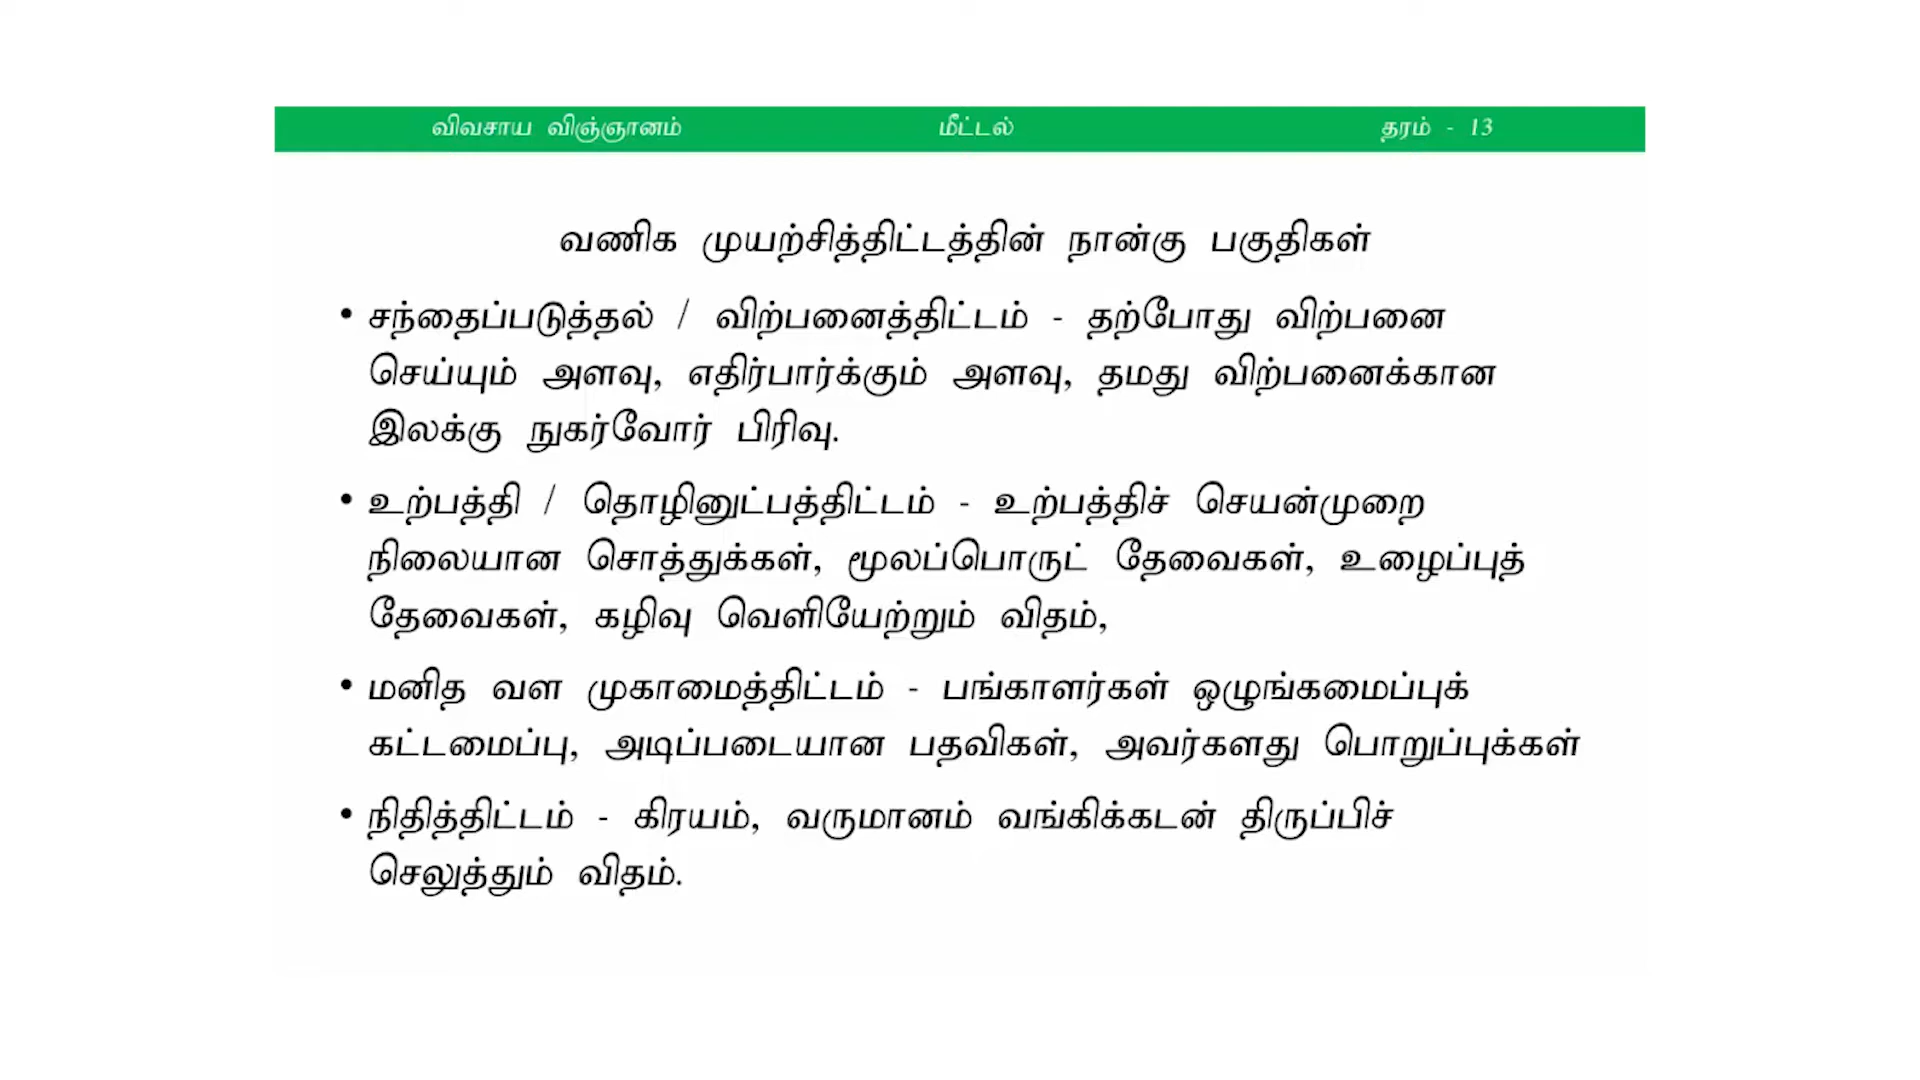 விவசாய விஞ்ஞானம் மீட்டல் தரம் - 13
வணிக முயற்சித்திட்டத்தின் நான்கு பகுதிகள்
• சந்தைப்படுத்தல் / விற்பனைத்திட்டம் - தற்போது விற்பனை
செய்யும் அளவு, எதிர்பார்க்கும் அளவு, தமது விற்பனைக்கான
இலக்கு நுகர்வோர் பிரிவு.
• உற்பத்தி / தொழினுட்பத்திட்டம் - உற்பத்திச் செயன்முறை
நிலையான சொத்துக்கள், மூலப்பொருட் தேவைகள், உழைப்புத்
தேவைகள், கழிவு வெளியேற்றும் விதம்,
• மனித வள முகாமைத்திட்டம் - பங்காளர்கள் ஒழுங்கமைப்புக்
கட்டமைப்பு, அடிப்படையான பதவிகள், அவர்களது பொறுப்புக்கள்
• நிதித்திட்டம் - கிரயம், வருமானம் வங்கிக்கடன் திருப்பிச்
செலுத்தும் விதம்.